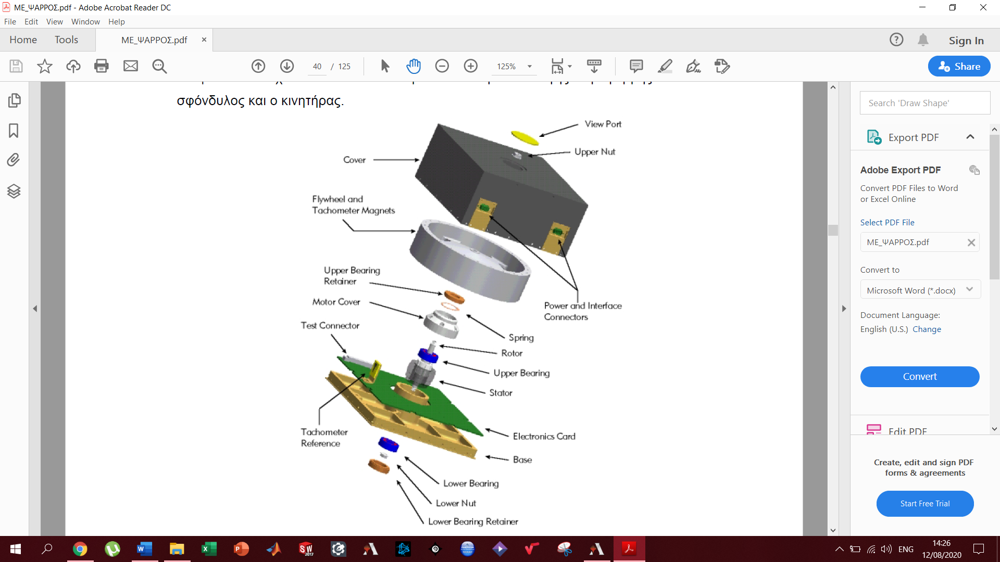 ΜΕ_ΨΑΡΡΟΣ.pdf - Adobe Acrobat Reader DC
File Edit View Window Help
Home Tools ΜΕ_ΨΑΡΡΟΣ.pdf Sign In
40 / 125 125% Share
σφόνδυλος και ο κινητήρας.
View Port
Upper Nut
Cover
Flywheel and
Tachometer Magnets
Upper Bearing
Retainer
Motor Cover
Test Connector
Power and Interface
Connectors
Spring
Rotor
Upper Bearing
Stator
Tachometer
Reference
Electronics Card
Base
Lower Bearing
Lower Nut
Lower Bearing Retainer
Search 'Draw Shape'
Export PDF
Adobe Export PDF
Convert PDF Files to Word
or Excel Online
Select PDF File
ΜΕ_ΨΑΡΡΟΣ.pdf
Convert to
Microsoft Word (*.docx)
Document Language:
English (U.S.) Change
Convert
Edit PDF
Create, edit and sign PDF
forms & agreements
Start Free Trial
ENG
14:26
12/08/2020